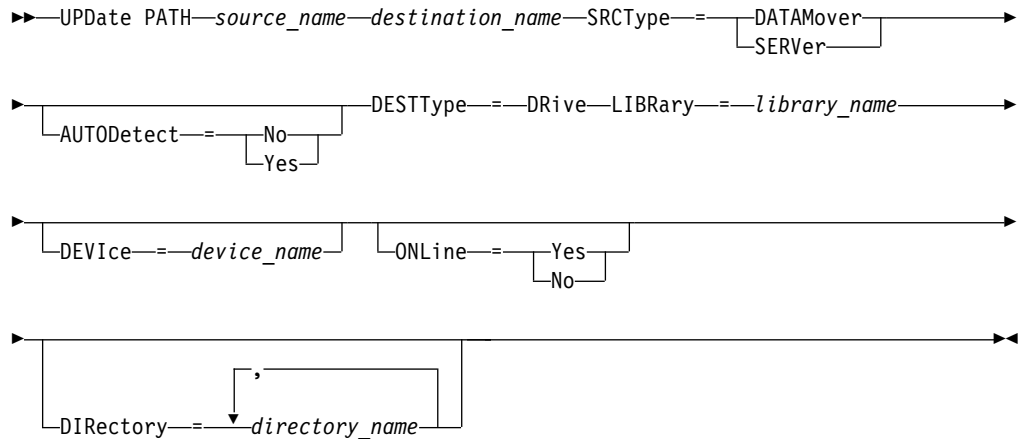 UPDate PATH source_name destination_name SRCType = DATAMover
SERVer
AUTODetect = No
Yes
DESTType = DRive LIBRary = library_name
DEVIce = device_name
ONLine = Yes
No
DIRectory = directory_name
,